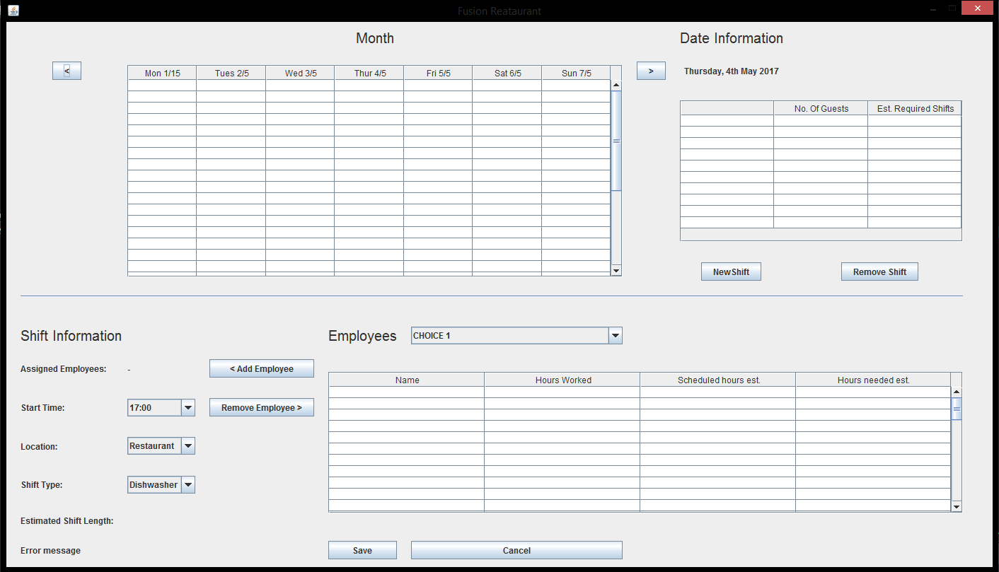 Fusion Reataurant
Month
Date Information
<
>
Thursday, 4th May 2017
Mon 1/15 Tues 2/5 Wed 3/5 Thur 4/5 Fri 5/5 Sat 6/5 Sun 7/5
No. Of Guests Est. Required Shifts
NewShift Remove Shift
Shift Information
Assigned Employees: - < Add Employee
Start Time: 17:00 Remove Employee >
Location: Restaurant
Shift Type: Dishwasher
Estimated Shift Length:
Error message
Employees CHOICE 1
Name Hours Worked Scheduled hours est. Hours needed est.
Save Cancel